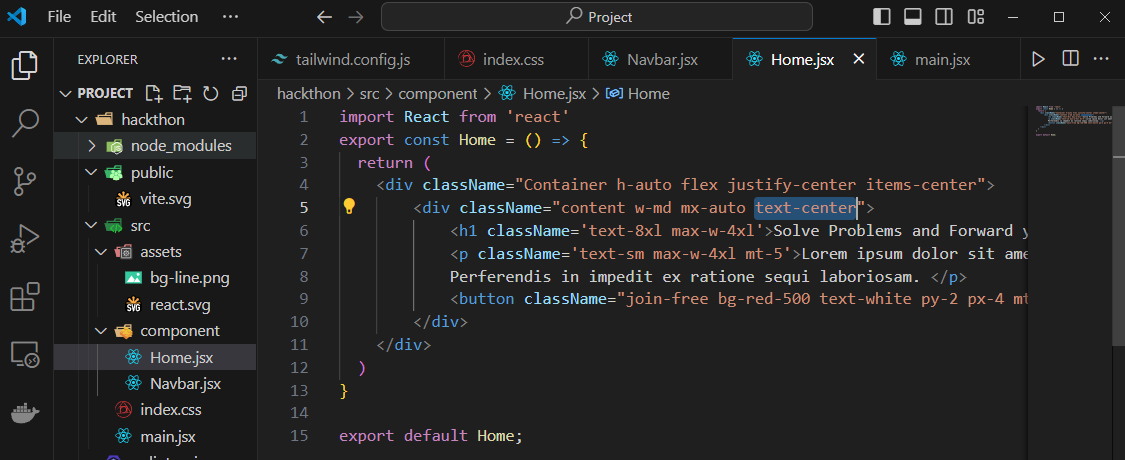 File Edit Selection ··· Project
EXPLORER ···
PROJECT
hackthon
node_modules
public
vite.svg
src
assets
bg-line.png
react.svg
component
Home.jsx
Navbar.jsx
index.css
main.jsx
tailwind.config.js index.css Navbar.jsx Home.jsx main.jsx ···
hackthon > src > component > Home.jsx > Home
1 import React from 'react'
2 export const Home = () => {
3 return (
4 <div className="Container h-auto flex justify-center items-center">
5 <div className="content w-md mx-auto text-center">
6 <h1 className='text-8xl max-w-4xl'>Solve Problems and Forward y
7 <p className='text-sm max-w-4xl mt-5'>Lorem ipsum dolor sit ame
8 Perferendis in impedit ex ratione sequi laboriosam. </p>
9 <button className="join-free bg-red-500 text-white py-2 px-4 mt
10 </div>
11 </div>
12 )
13 }
14
15 export default Home;